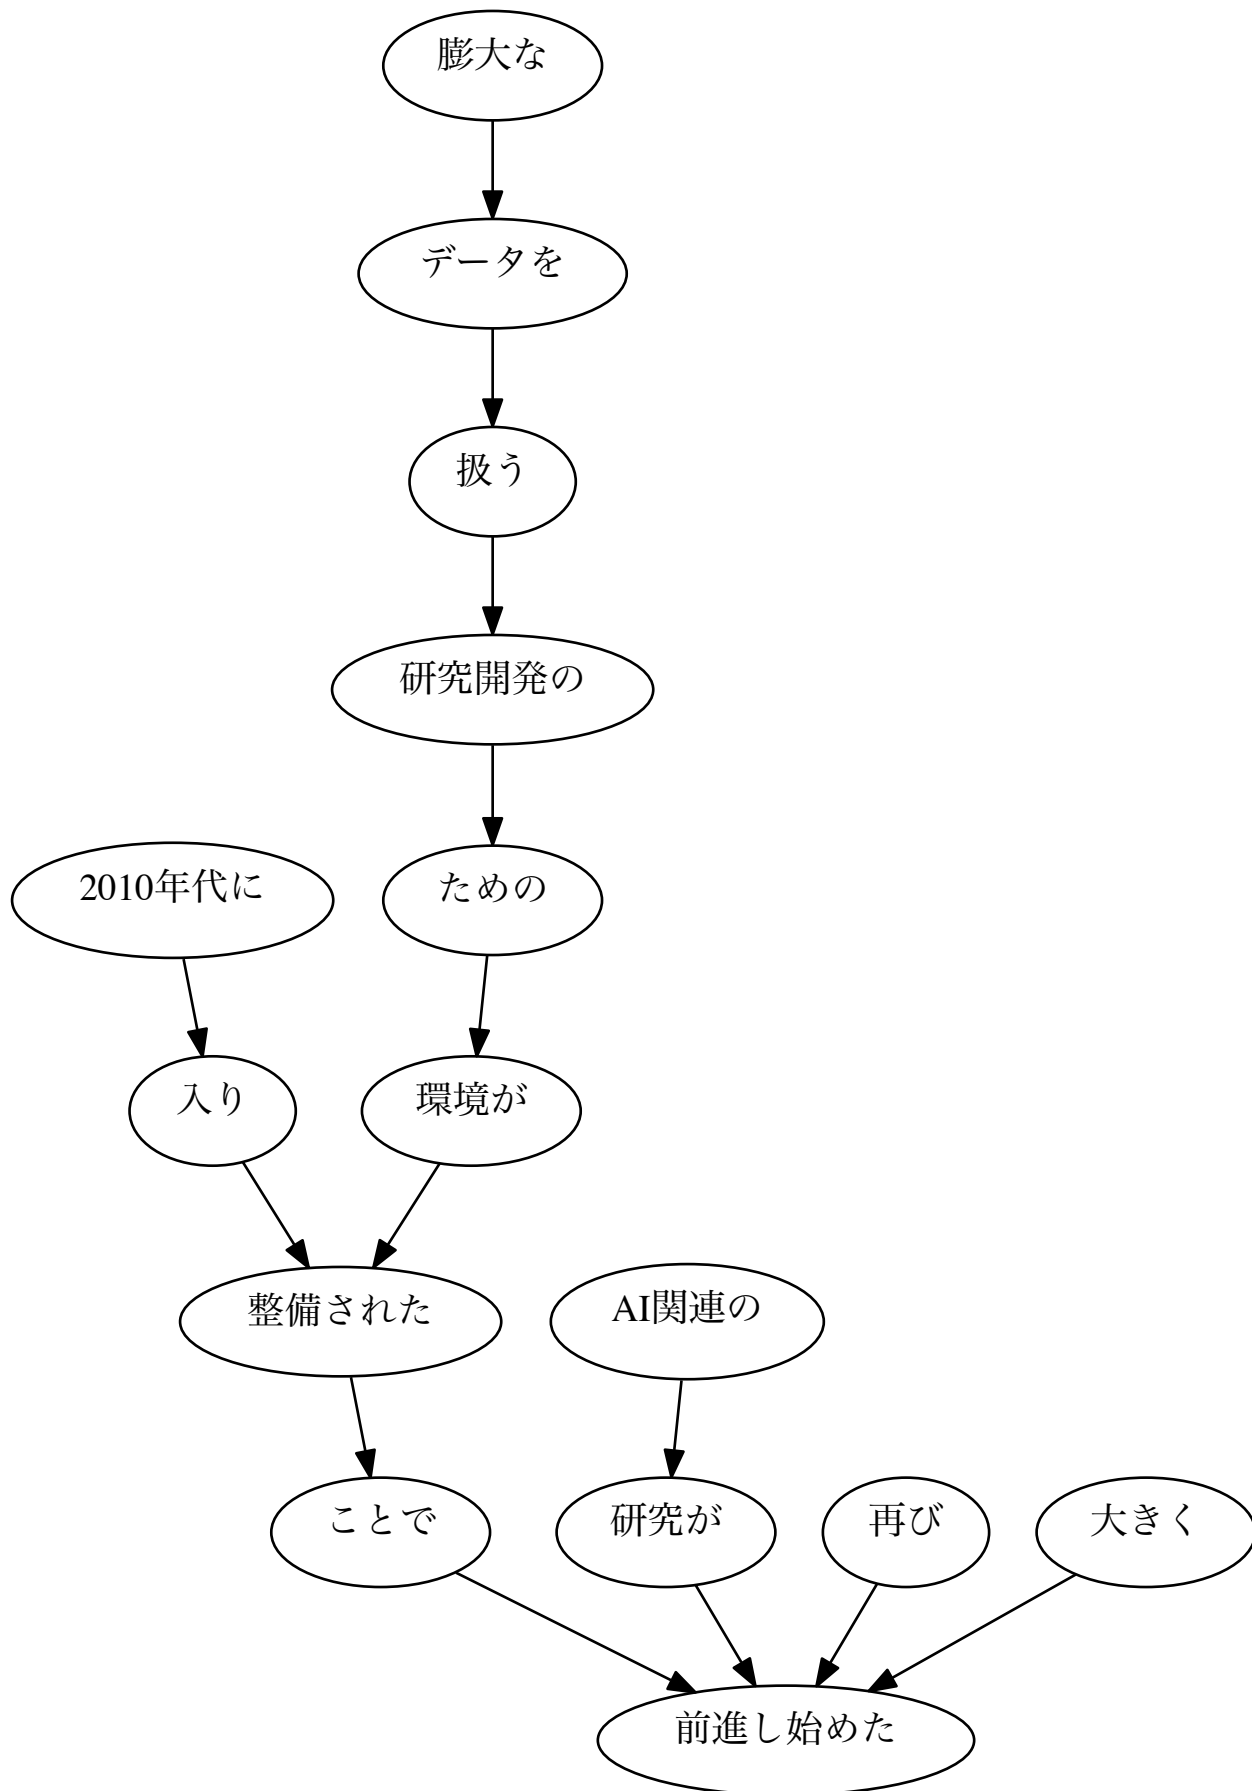 膨大な
データを
扱う
研究開発の
2010年代に
ための
入り
環境が
整備された
AI関連の
ことで
研究が
再び
大きく
前進し始めた